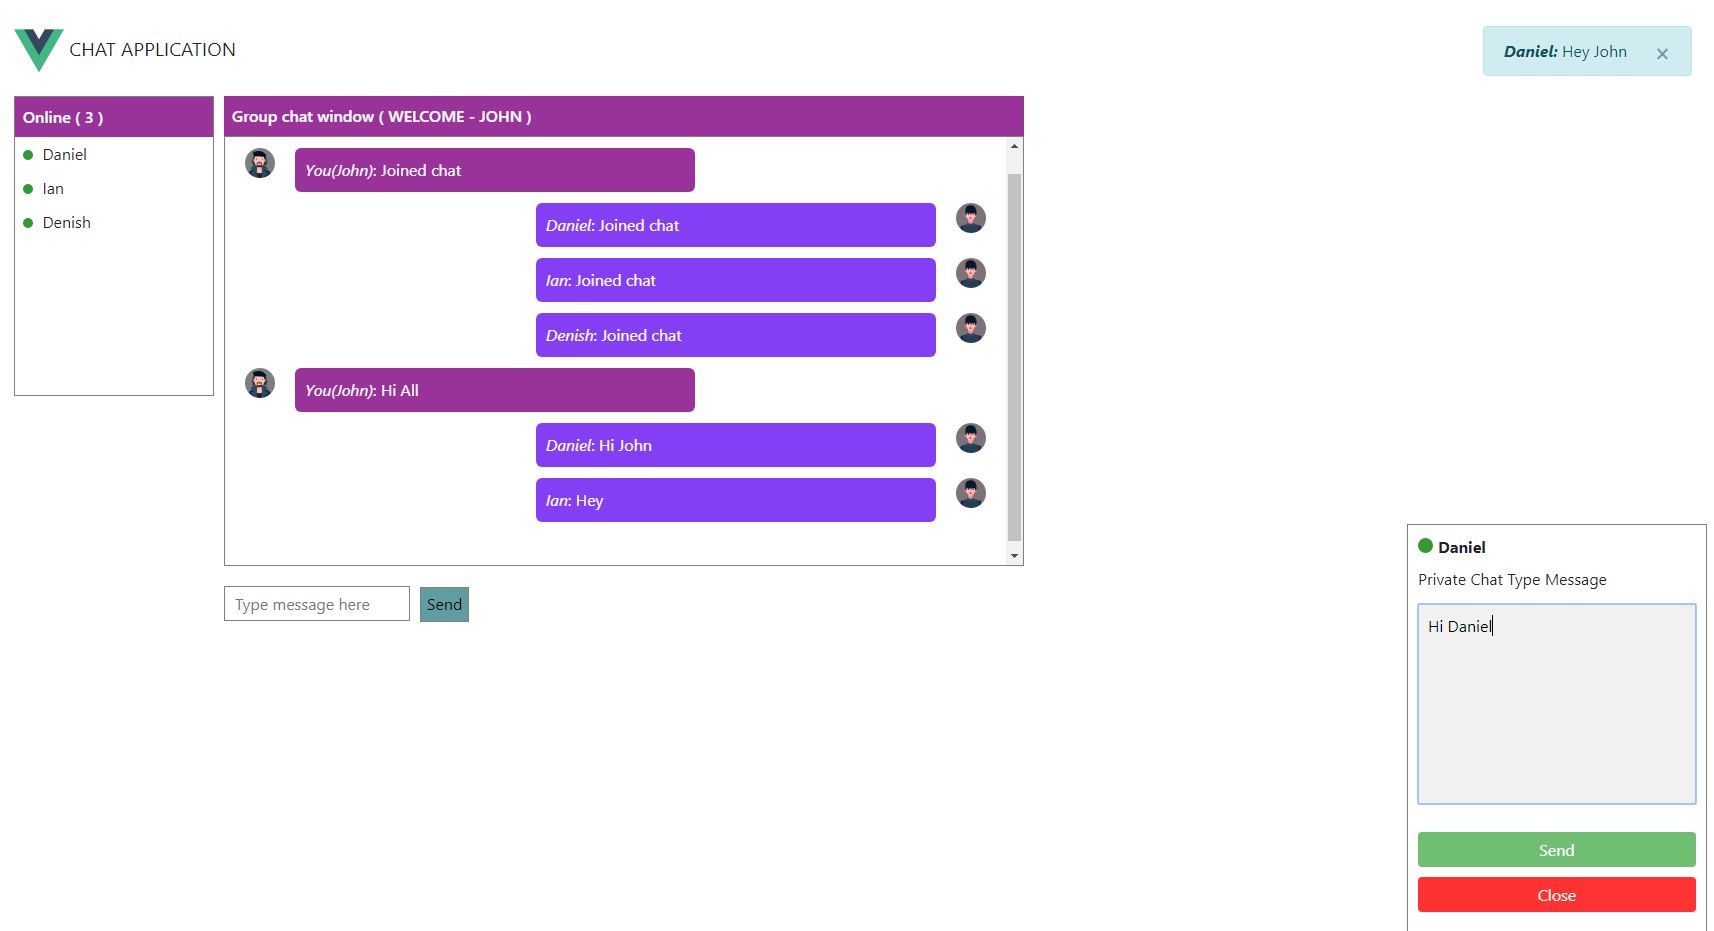 CHAT APPLICATION
Daniel: Hey John ×
Online ( 3 )
Daniel
Ian
Denish
Group chat window ( WELCOME - JOHN )
You(John): Joined chat
Daniel: Joined chat
Ian: Joined chat
Denish: Joined chat
You(John): Hi All
Daniel: Hi John
Ian: Hey
Type message here
Send
Daniel
Private Chat Type Message
Hi Daniel
Send
Close